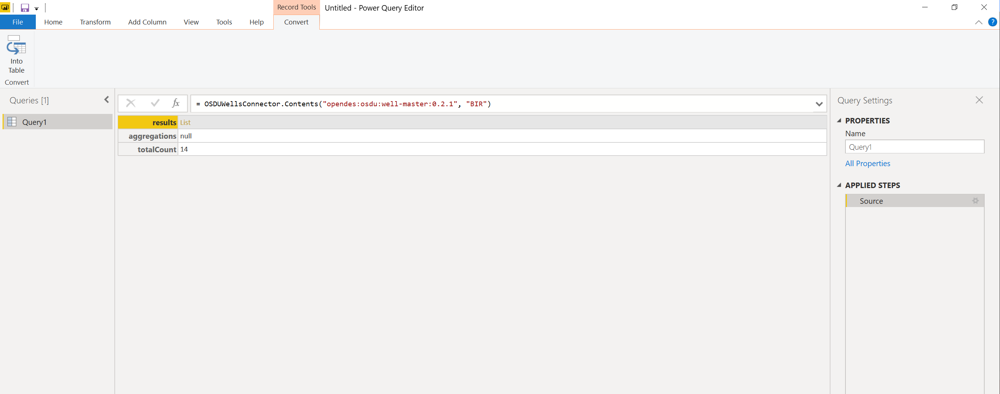 Record Tools
Untitled - Power Query Editor
File
Home
Transform
Add Column
View
Tools
Help
Convert
?
Into
Table
Convert
Queries [1]
fx
= OSDUWellsConnector.Contents("opendes:osdu:well-master:0.2.1", "BIR")
Query Settings
Query1
results List
aggregations null
totalCount 14
PROPERTIES
Name
Query1
All Properties
APPLIED STEPS
Source